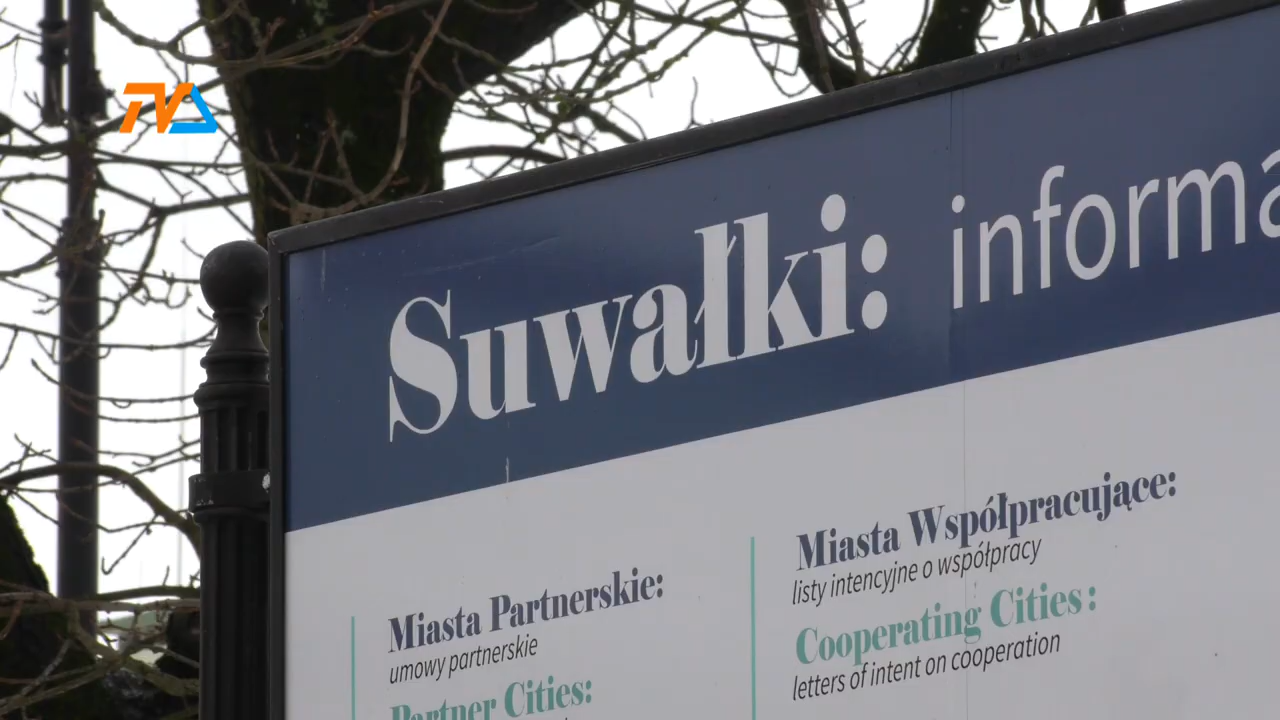 TVA
Suwałki:
Miasta Partnerskie:
umowy partnerskie
Partner Cities:
Miasta Współpracujące:
listy intencyjne o współpracy
Cooperating Cities:
letters of intent on cooperation